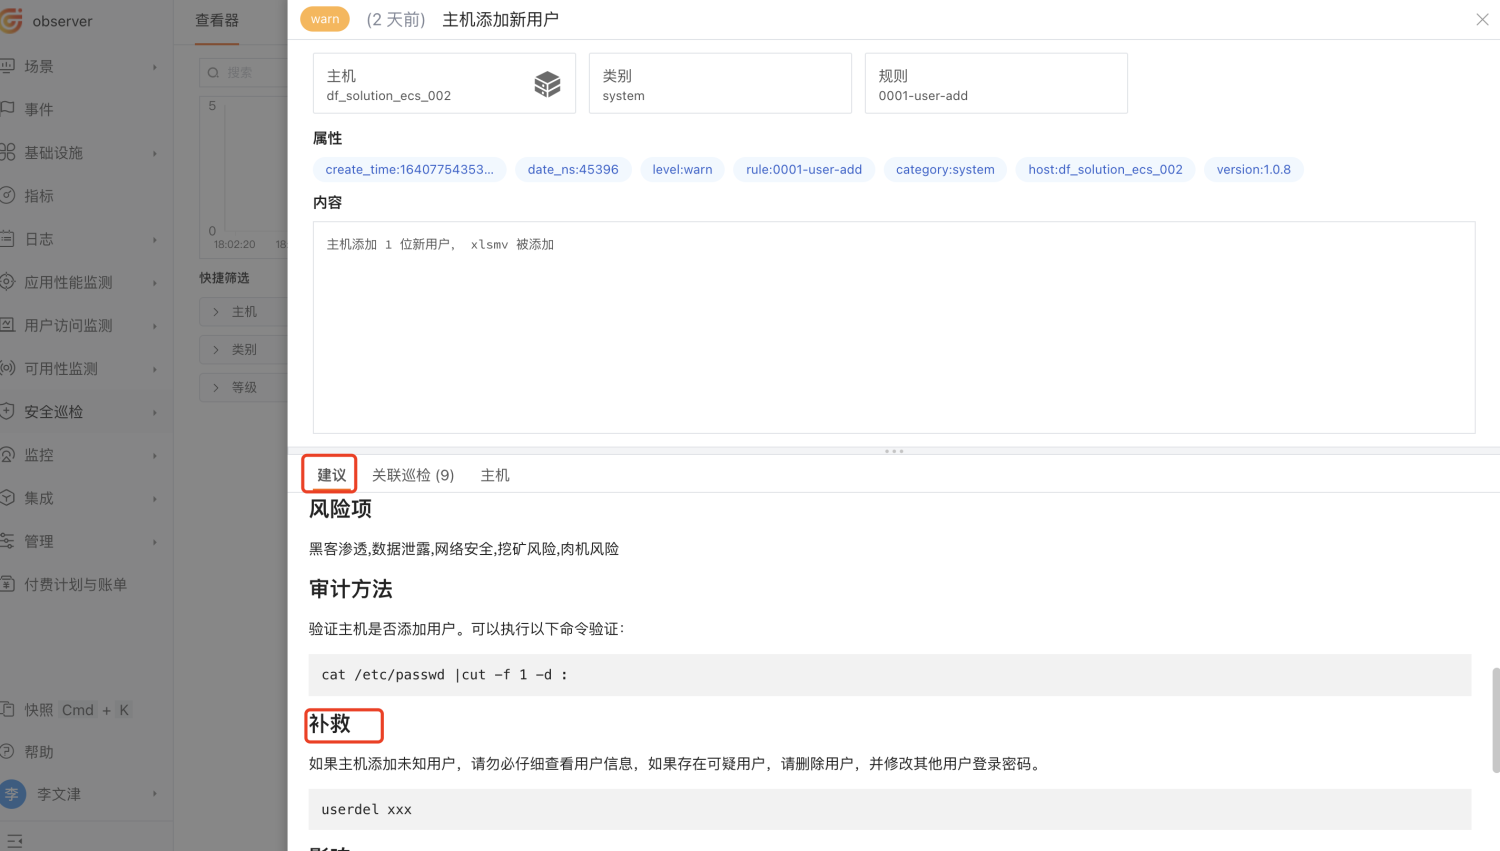 observer
场景
事件
基础设施
指标
日志
应用性能监测
用户访问监测
可用性监测
安全巡检
监控
集成
管理
付费计划与账单
快照 Cmd + K
帮助
李 李文津
查看器
搜索
5
0
18:02:20 18
快捷筛选
主机
类别
等级
warn (2 天前) 主机添加新用户
主机
df_solution_ecs_002
类别
system
规则
0001-user-add
属性
create_time:16407754353... date_ns:45396 level:warn rule:0001-user-add category:system host:df_solution_ecs_002 version:1.0.8
内容
主机添加 1 位新用户， xlsmv 被添加
建议 关联巡检 (9) 主机
风险项
黑客渗透,数据泄露,网络安全,挖矿风险,肉机风险
审计方法
验证主机是否添加用户。可以执行以下命令验证：
cat /etc/passwd |cut -f 1 -d :
补救
如果主机添加未知用户，请勿必仔细查看用户信息，如果存在可疑用户，请删除用户，并修改其他用户登录密码。
userdel xxx